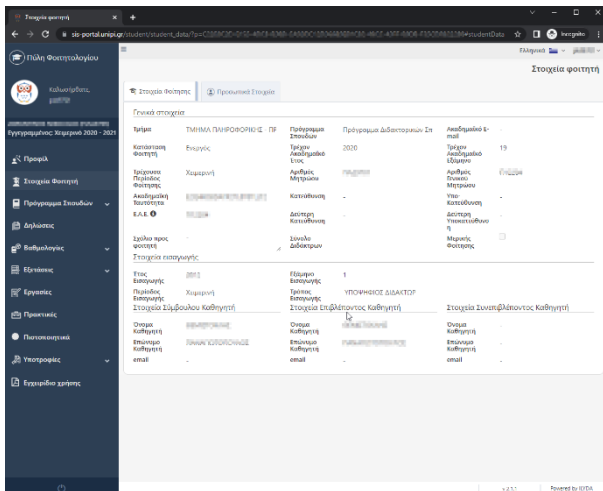 Στοιχεία φοιτητή
sis-portal.unipi.gr/student/student_data/?p=
Incognito
Πύλη Φοιτητολογίου
Ελληνικά
Στοιχεία φοιτητή
Καλωσόρθατε,
Εγγεγραμμένος: Χειμερινό 2020 - 2021
Προφίλ
Στοιχεία Φοιτητή
Πρόγραμμα Σπουδών
Δηλώσεις
Βαθμολογίες
Εξετάσεις
Εργασίες
Πρακτικές
Πιστοποιητικά
Υποτροφίες
Εγχειρίδιο χρήσης
Στοιχεία Φοίτησης
Προσωπικά Στοιχεία
Γενικά στοιχεία
Τμήμα ΤΜΗΜΑ ΠΛΗΡΟΦΟΡΙΚΗΣ - ΠΡ Πρόγραμμα Σπουδών Πρόγραμμα Διδακτορικών Σπ Ακαδημαϊκό E-mail -
Κατάσταση Φοιτητή Ενεργός Τρέχον Ακαδημαϊκό Έτος 2020 Τρέχον Ακαδημαϊκό Εξάμηνο 19
Τρέχουσα Περίοδος Φοίτησης Χειμερινή Αριθμός Μητρώου Αριθμός Γενικού Μητρώου
Ακαδημαϊκή Ταυτότητα Κατεύθυνση - Υπο-Κατεύθυνση -
Ε.Λ.Ε. Δεύτερη Κατεύθυνση - Δεύτερη Υποκατεύθυνση -
Σχόλιο προς φοιτητή - Σύνολο Διδάκτρων Μερικής Φοίτησης
Στοιχεία εισαγωγής
Έτος Εισαγωγής Εξάμηνο Εισαγωγής 1
Περίοδος Εισαγωγής Χειμερινή Τρόπος Εισαγωγής ΥΠΟΨΗΦΙΟΣ ΔΙΔΑΚΤΟΡ
Στοιχεία Σύμβουλου Καθηγητή Στοιχεία Επιβλέποντος Καθηγητή Στοιχεία Συνεπιβλέποντος Καθηγητή
Όνομα Καθηγητή Όνομα Καθηγητή Όνομα Καθηγητή -
Επώνυμο Καθηγητή Επώνυμο Καθηγητή Επώνυμο Καθηγητή -
email - email - email -
Powered by ILYDA